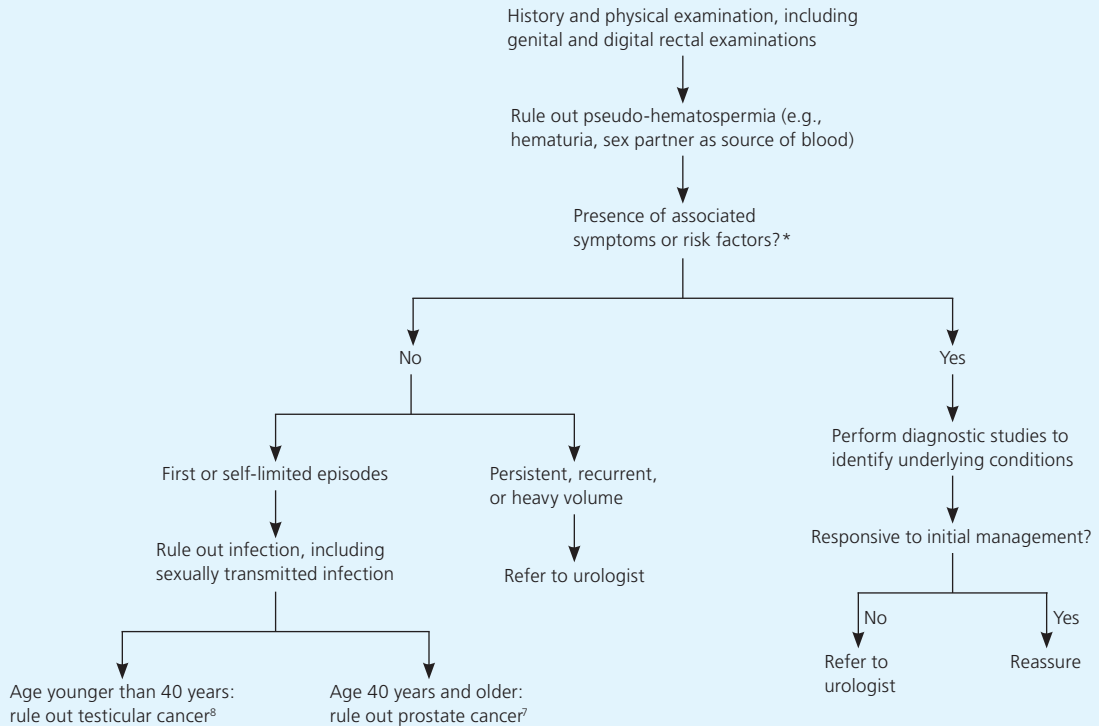 History and physical examination, including
genital and digital rectal examinations
Rule out pseudo-hematospermia (e.g.,
hematuria, sex partner as source of blood)
Presence of associated
symptoms or risk factors?*
No
Yes
First or self-limited episodes
Persistent, recurrent,
or heavy volume
Perform diagnostic studies to
identify underlying conditions
Rule out infection, including
sexually transmitted infection
Refer to urologist
Responsive to initial management?
No
Yes
Age younger than 40 years:
rule out testicular cancer⁸
Age 40 years and older:
rule out prostate cancer⁷
Refer to
urologist
Reassure